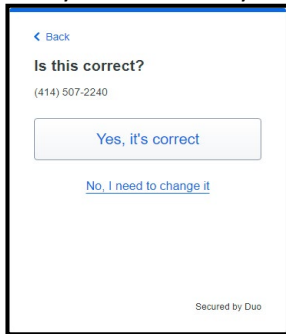 Back
Is this correct?
(414) 507-2240
Yes, it's correct
No, I need to change it
Secured by Duo